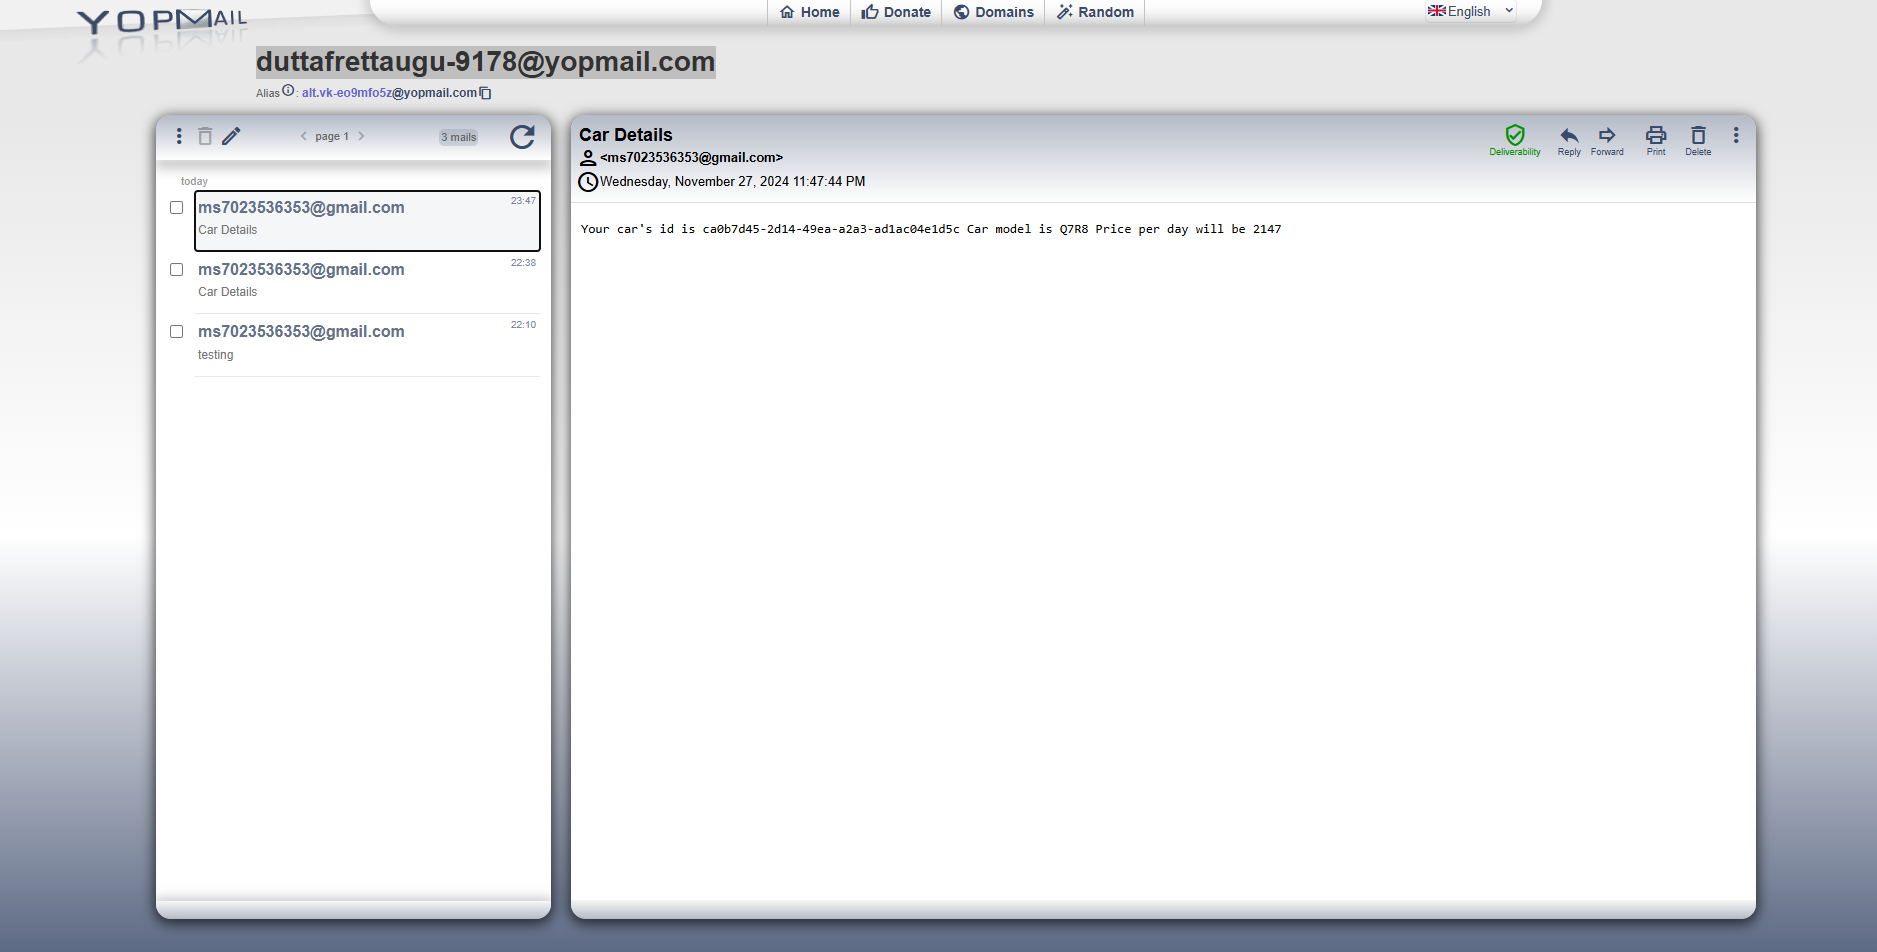 YOPMAIL
Home
Donate
Domains
Random
English
duttafrettaugu-9178@yopmail.com
Alias : alt.vk-eo9mfo5z@yopmail.com
page 1
3 mails
today
ms7023536353@gmail.com 23:47
Car Details
ms7023536353@gmail.com 22:38
Car Details
ms7023536353@gmail.com 22:10
testing
Car Details
<ms7023536353@gmail.com>
Wednesday, November 27, 2024 11:47:44 PM
Deliverability
Reply
Forward
Print
Delete
Your car's id is ca0b7d45-2d14-49ea-a2a3-ad1ac04e1d5c Car model is Q7R8 Price per day will be 2147